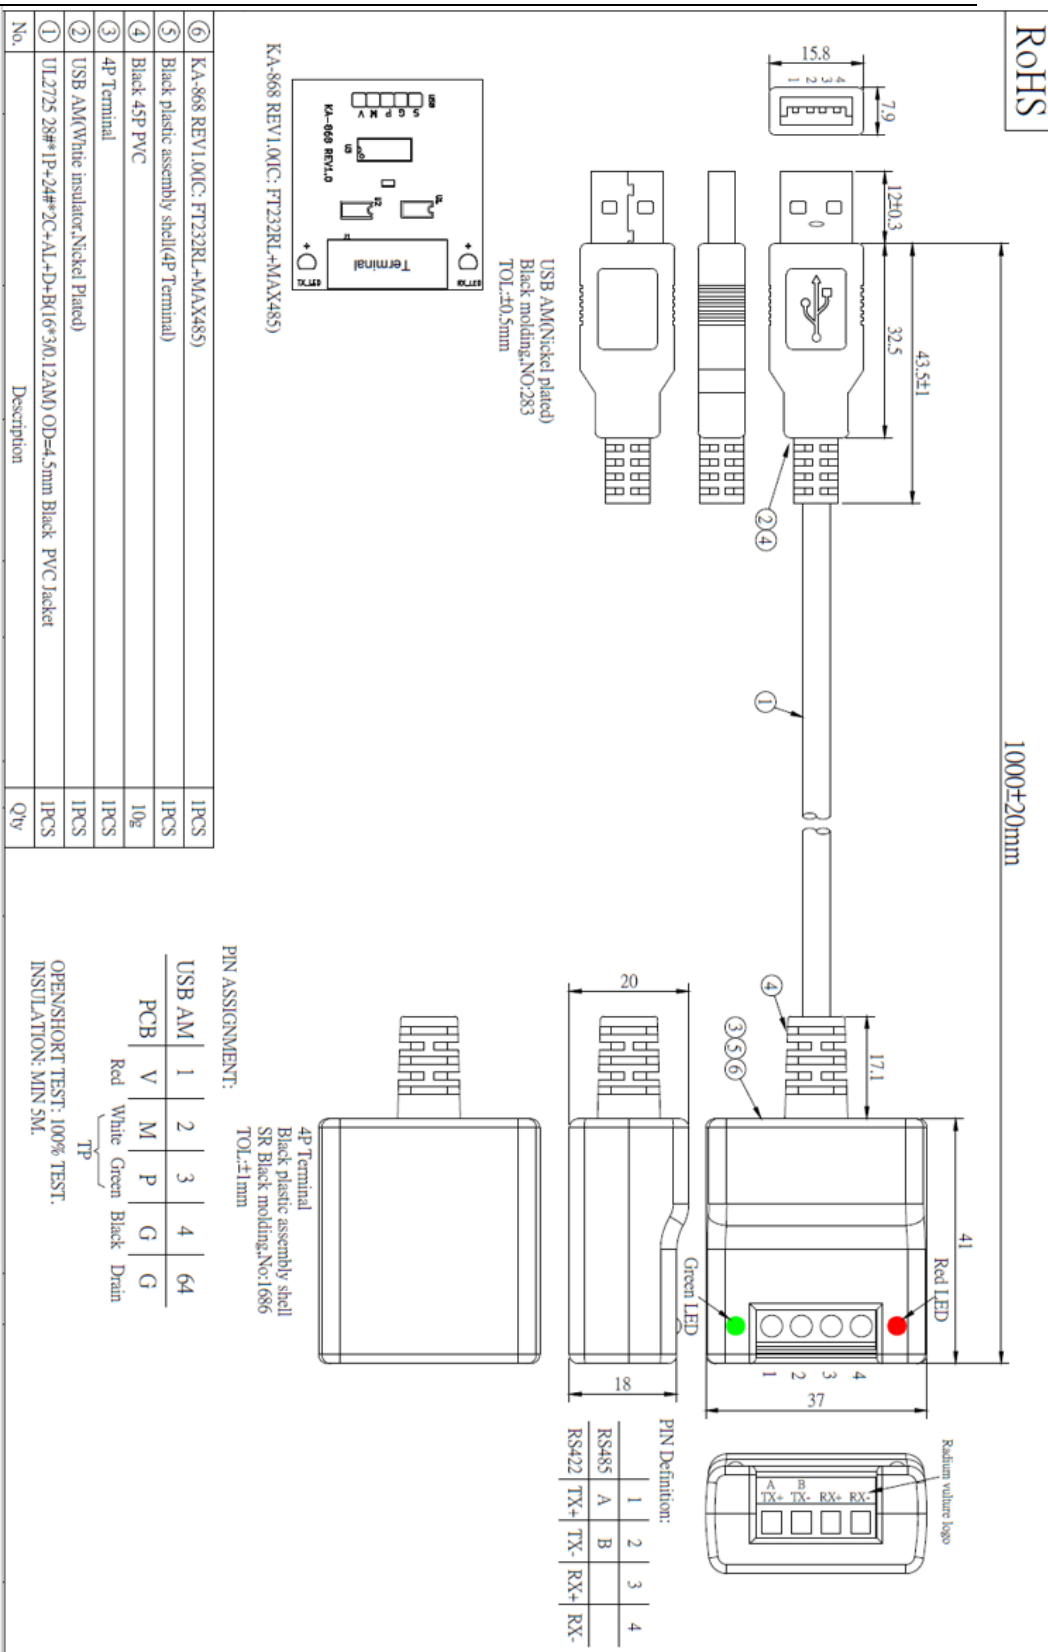 RoHS
1000±20mm
15.8
7.9
1 2 3 4
12±0.3
32.5
43.5±1
②④
①
④
③⑤⑥
17.1
41
Red LED
Green LED
1 2 3 4
37
20
18
Radium vulture logo
A B
TX+ TX- RX+ RX-
USB AM(Nickel plated)
Black molding,NO:283
TOL:±0.5mm
USB
S G P M V
KA-868 REV1.0
U3
U2
U1
J1
Terminal
TX_LED
RX_LED
+ +
KA-868 REV1.0(IC: FT232RL+MAX485)
4P Terminal
Black plastic assembly shell
SR Black molding,No:1686
TOL:±1mm
PIN Definition:
1 2 3 4
RS485 A B
RS422 TX+ TX- RX+ RX-
PIN ASSIGNMENT:
USB AM 1 2 3 4 64
PCB V M P G G
Red White Green Black Drain
TP
OPEN/SHORT TEST: 100% TEST.
INSULATION: MIN 5M.
⑥ KA-868 REV1.0(IC: FT232RL+MAX485) 1PCS
⑤ Black plastic assembly shell(4P Terminal) 1PCS
④ Black 45P PVC 10g
③ 4P Terminal 1PCS
② USB AM(Whtie insulator,Nickel Plated) 1PCS
① UL2725 28#*1P+24#*2C+AL+D+B(16*3/0.12AM) OD=4.5mm Black PVC Jacket 1PCS
No. Description Q'ty